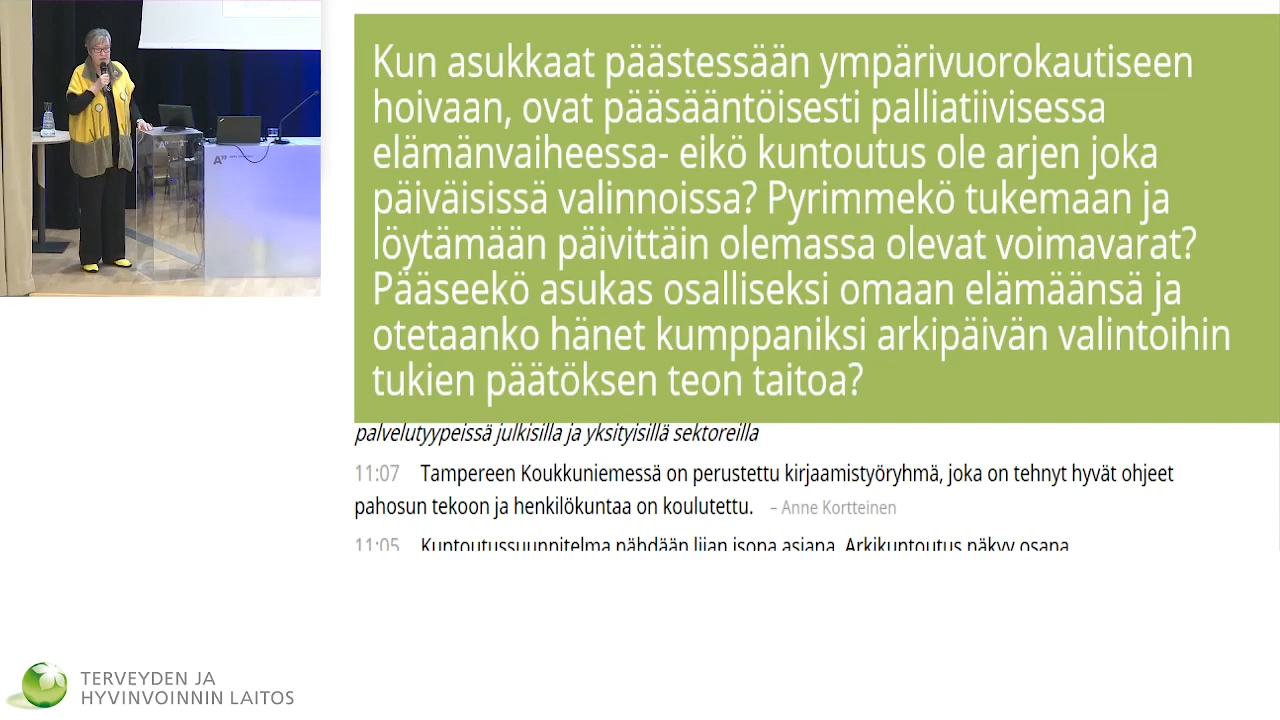 Kun asukkaat päästessään ympärivuorokautiseen
hoivaan, ovat pääsääntöisesti palliatiivisessa
elämänvaiheessa- eikö kuntoutus ole arjen joka
päiväisissä valinnoissa? Pyrimmekö tukemaan ja
löytämään päivittäin olemassa olevat voimavarat?
Pääseekö asukas osalliseksi omaan elämäänsä ja
otetaanko hänet kumppaniksi arkipäivän valintoihin
tukien päätöksen teon taitoa?
palvelutyypeissä julkisilla ja yksityisillä sektoreilla
11:07 Tampereen Koukkuniemessä on perustettu kirjaamistyöryhmä, joka on tehnyt hyvät ohjeet
pahosun tekoon ja henkilökuntaa on koulutettu. – Anne Kortteinen
11:05 Kuntoutussuunnitelma nähdään liian isona asiana. Arkikuntoutus näkyy osana
A”
TERVEYDEN JA
HYVINVOINNIN LAITOS